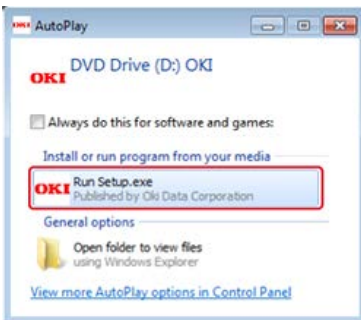 OKI AutoPlay
DVD Drive (D:) OKI
OKI
Always do this for software and games:
Install or run program from your media
OKI Run Setup.exe
Published by Oki Data Corporation
General options
Open folder to view files
using Windows Explorer
View more AutoPlay options in Control Panel